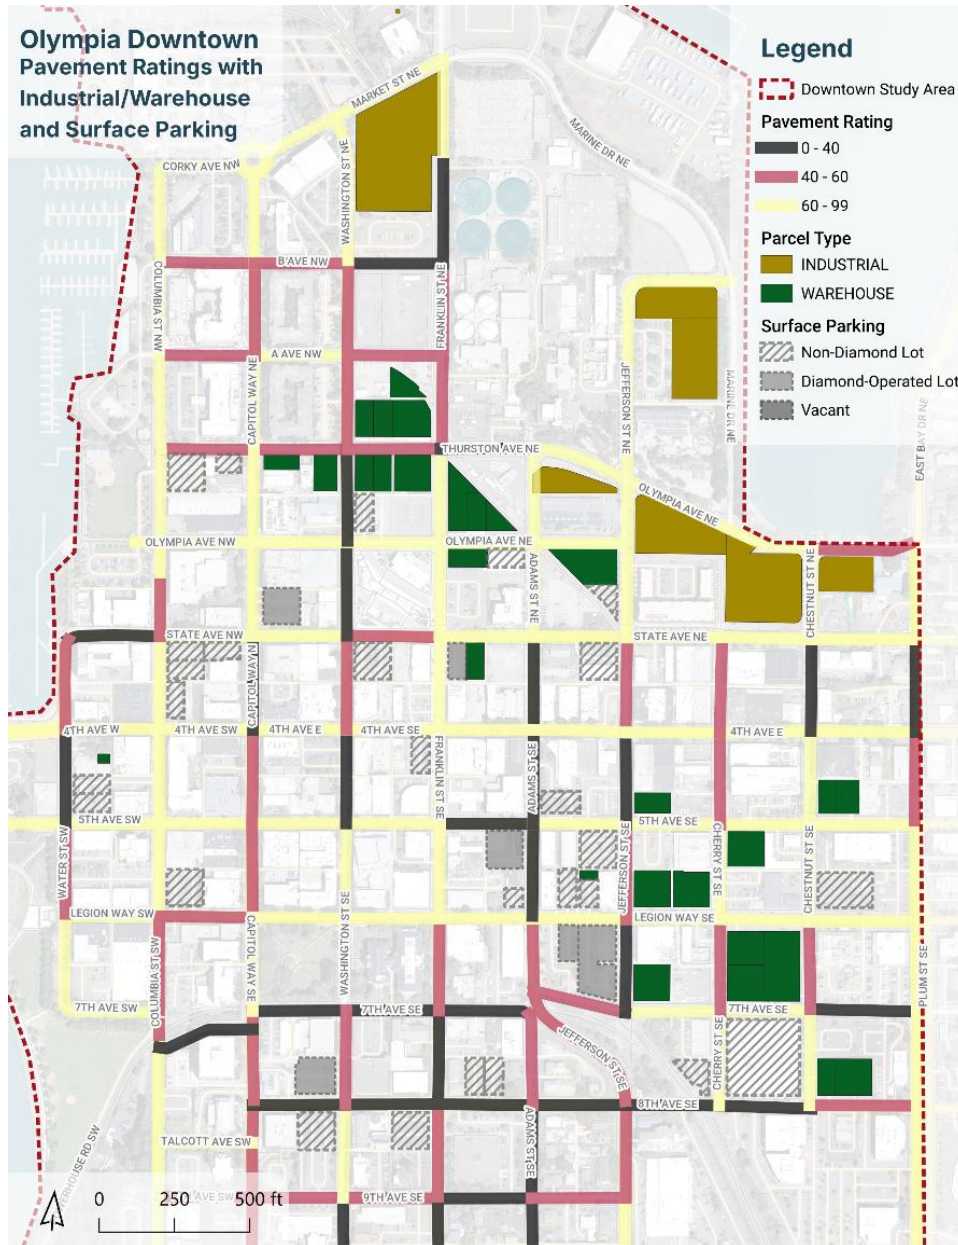 Olympia Downtown
Pavement Ratings with
Industrial/Warehouse
and Surface Parking
Legend
Downtown Study Area
Pavement Rating
0 - 40
40 - 60
60 - 99
Parcel Type
INDUSTRIAL
WAREHOUSE
Surface Parking
Non-Diamond Lot
Diamond-Operated Lot
Vacant
MARKET ST NE
MARINE DR NE
CORKY AVE NW
WASHINGTON ST NE
B AVE NW
COLUMBIA ST NW
FRANKLIN ST NE
A AVE NW
CAPITOL WAY NE
JEFFERSON ST NE
MARINE DR NE
EAST BAY DR NE
THURSTON AVE NE
OLYMPIA AVE NE
OLYMPIA AVE NW
OLYMPIA AVE NE
ADAMS ST NE
CHESTNUT ST NE
STATE AVE NW
STATE AVE NE
CAPITOL WAY N
4TH AVE W
4TH AVE SW
4TH AVE E
4TH AVE SE
4TH AVE E
FRANKLIN ST SE
ADAMS ST SE
5TH AVE SW
5TH AVE SE
WATER ST SW
JEFFERSON ST SE
CHERRY ST SE
CHESTNUT ST SE
LEGION WAY SW
LEGION WAY SE
COLUMBIA ST SW
CAPITOL WAY SE
WASHINGTON ST SE
PLUM ST SE
7TH AVE SW
7TH AVE SE
7TH AVE SE
JEFFERSON ST SE
CHERRY ST SE
8TH AVE SE
ADAMS ST SE
TALCOTT AVE SW
RD SW
AVE SW
9TH AVE SE
0 250 500 ft